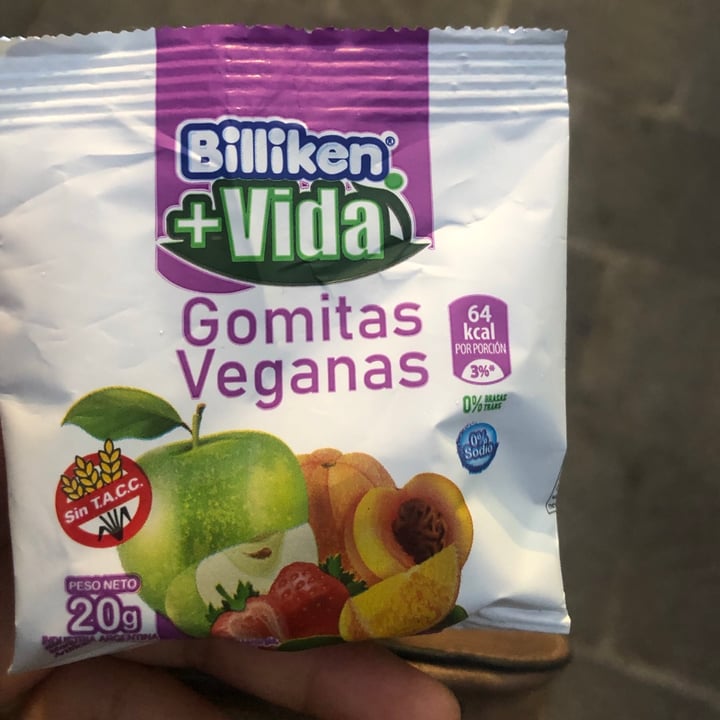 Billiken®
+Vida
Gomitas
Veganas
64
kcal
POR PORCIÓN
3%*
0% GRASAS
TRANS
0%
Sodio
Sin T.A.C.C.
PESO NETO
20g
INDUSTRIA ARGENTINA